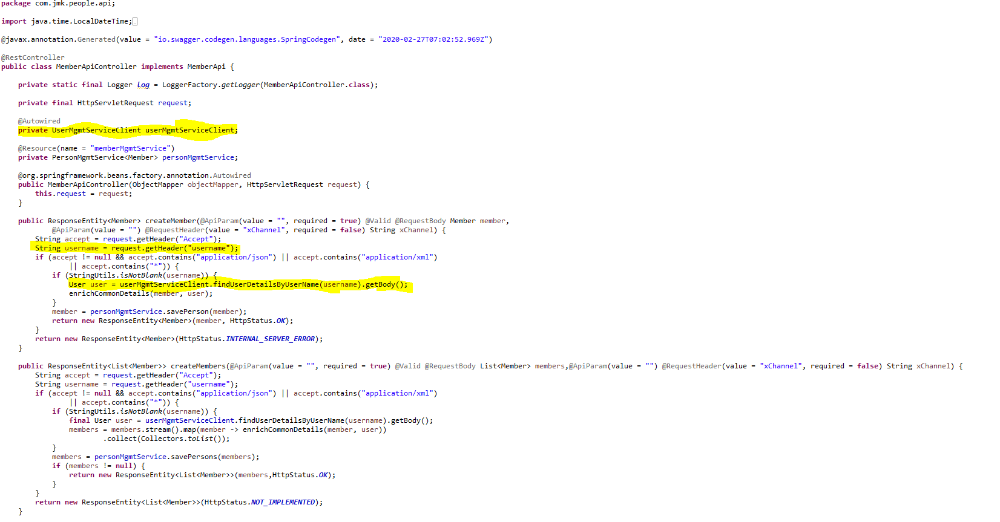 package com.jmk.people.api;
import java.time.LocalDateTime;
@javax.annotation.Generated(value = "io.swagger.codegen.languages.SpringCodegen", date = "2020-02-27T07:02:52.969Z")
@RestController
public class MemberApiController implements MemberApi {
private static final Logger log = LoggerFactory.getLogger(MemberApiController.class);
private final HttpServletRequest request;
@Autowired
private UserMgmtServiceClient userMgmtServiceClient;
@Resource(name = "memberMgmtService")
private PersonMgmtService<Member> personMgmtService;
@org.springframework.beans.factory.annotation.Autowired
public MemberApiController(ObjectMapper objectMapper, HttpServletRequest request) {
this.request = request;
}
public ResponseEntity<Member> createMember(@ApiParam(value = "", required = true) @Valid @RequestBody Member member,
@ApiParam(value = "") @RequestHeader(value = "xChannel", required = false) String xChannel) {
String accept = request.getHeader("Accept");
String username = request.getHeader("username");
if (accept != null && accept.contains("application/json") || accept.contains("application/xml")
|| accept.contains("*")) {
if (StringUtils.isNotBlank(username)) {
User user = userMgmtServiceClient.findUserDetailsByUserName(username).getBody();
enrichCommonDetails(member, user);
}
member = personMgmtService.savePerson(member);
return new ResponseEntity<Member>(member, HttpStatus.OK);
}
return new ResponseEntity<Member>(HttpStatus.INTERNAL_SERVER_ERROR);
}
public ResponseEntity<List<Member>> createMembers(@ApiParam(value = "", required = true) @Valid @RequestBody List<Member> members,@ApiParam(value = "") @RequestHeader(value = "xChannel", required = false) String xChannel) {
String accept = request.getHeader("Accept");
String username = request.getHeader("username");
if (accept != null && accept.contains("application/json") || accept.contains("application/xml")
|| accept.contains("*")) {
if (StringUtils.isNotBlank(username)) {
final User user = userMgmtServiceClient.findUserDetailsByUserName(username).getBody();
members = members.stream().map(member -> enrichCommonDetails(member, user))
.collect(Collectors.toList());
}
members = personMgmtService.savePersons(members);
if (members != null) {
return new ResponseEntity<List<Member>>(members,HttpStatus.OK);
}
}
return new ResponseEntity<List<Member>>(HttpStatus.NOT_IMPLEMENTED);
}